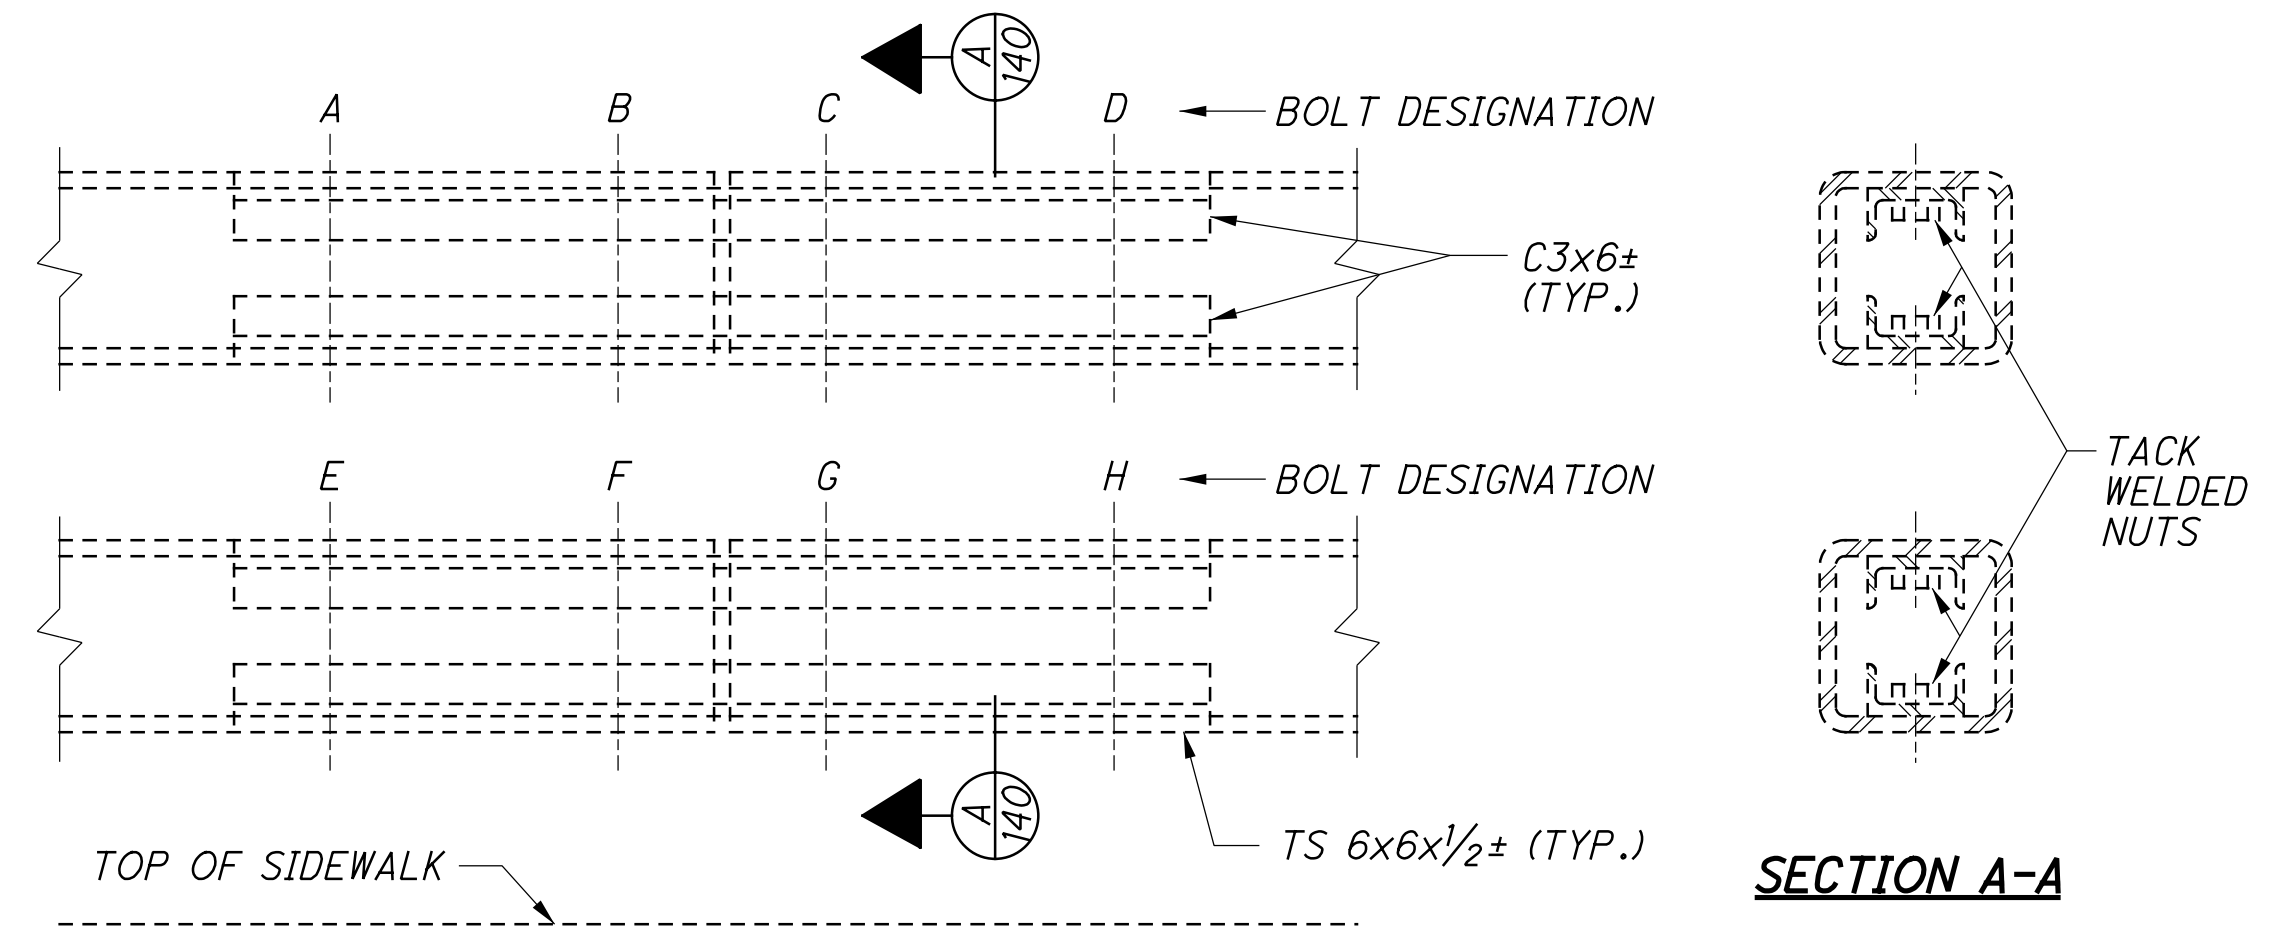 A
140
A B C D BOLT DESIGNATION
C3x6±
(TYP.)
E F G H BOLT DESIGNATION
TACK
WELDED
NUTS
A
140
TS 6x6x1/2± (TYP.)
TOP OF SIDEWALK
SECTION A-A